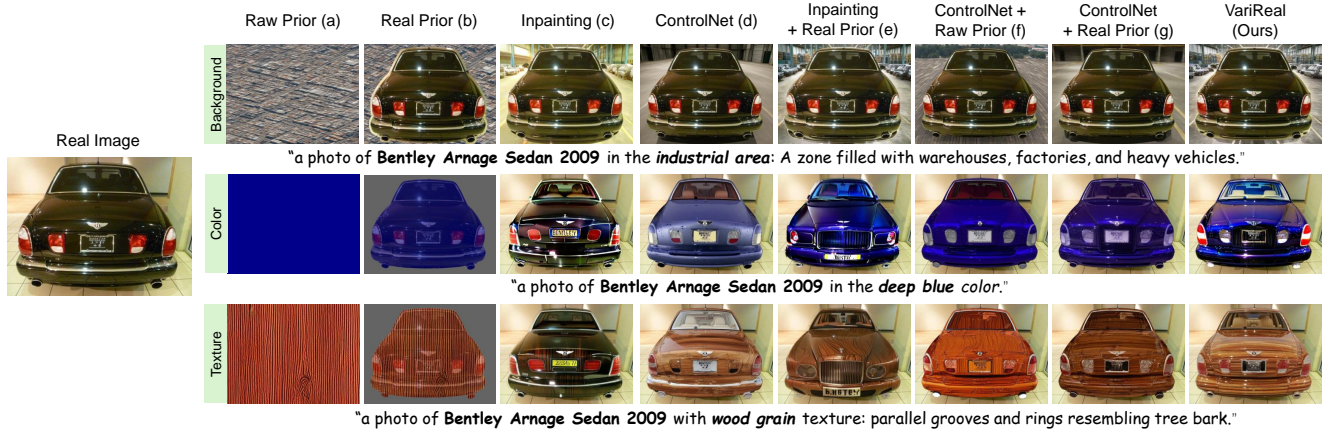 Raw Prior (a)
Real Prior (b)
Inpainting (c)
ControlNet (d)
Inpainting
+ Real Prior (e)
ControlNet +
Raw Prior (f)
ControlNet
+ Real Prior (g)
VariReal
(Ours)
Background
Real Image
“a photo of Bentley Arnage Sedan 2009 in the industrial area: A zone filled with warehouses, factories, and heavy vehicles.”
Color
“a photo of Bentley Arnage Sedan 2009 in the deep blue color.”
Texture
“a photo of Bentley Arnage Sedan 2009 with wood grain texture: parallel grooves and rings resembling tree bark.”